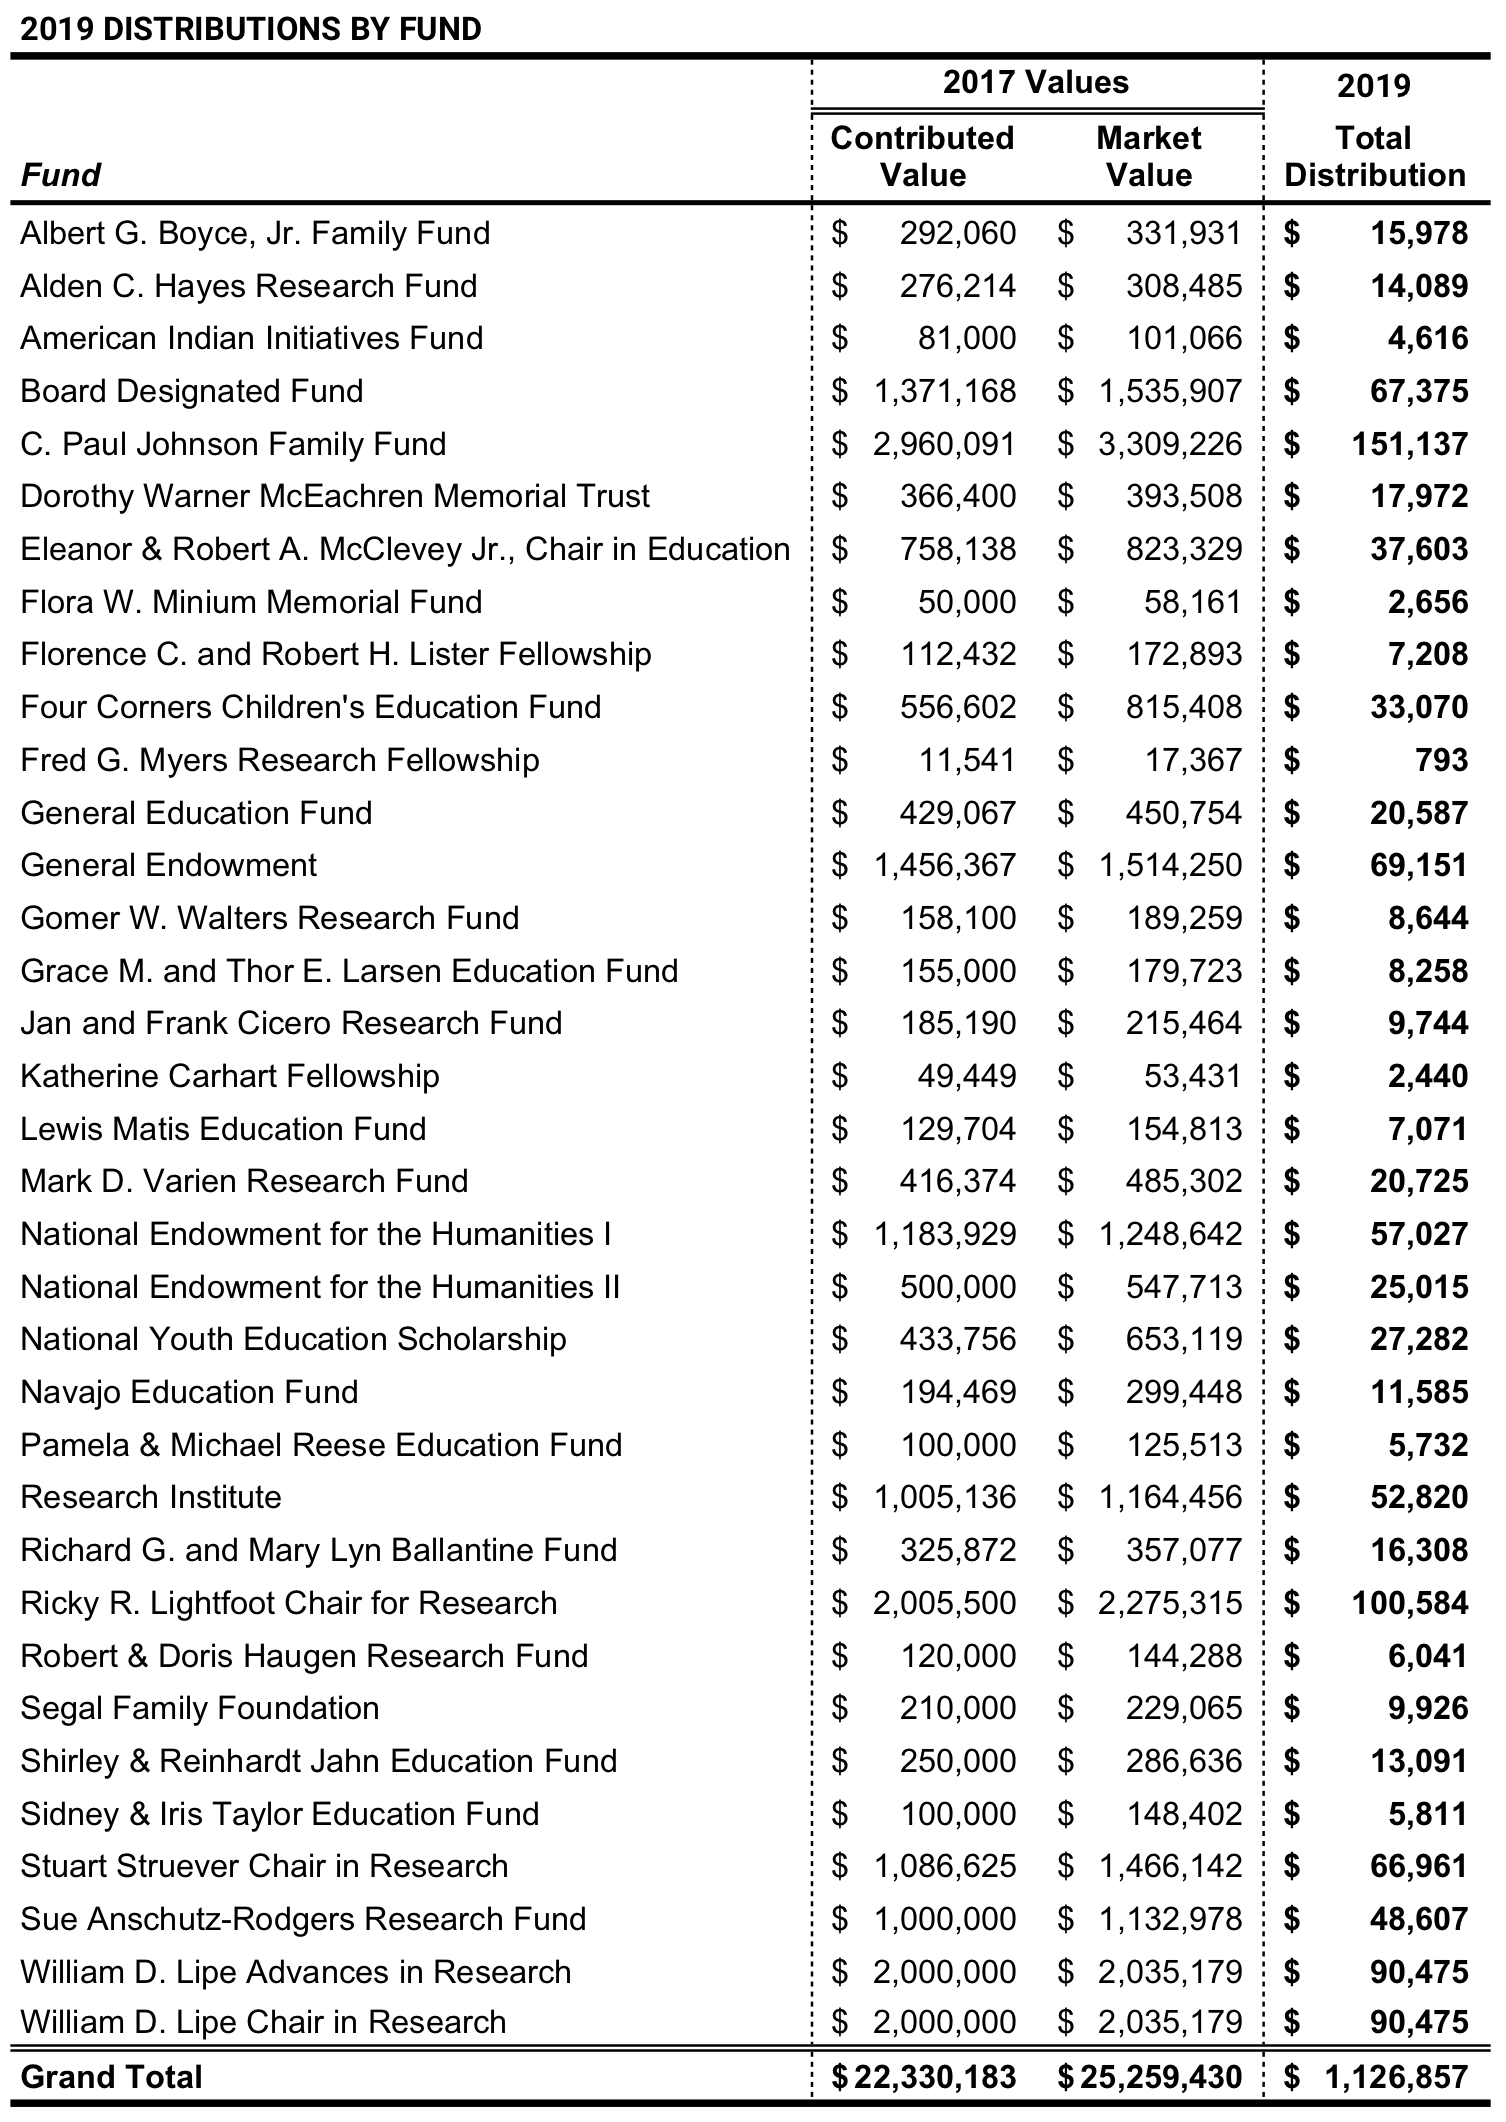 2019 DISTRIBUTIONS BY FUND
2017 Values 2019
Contributed Market Total
Fund Value Value Distribution
Albert G. Boyce, Jr. Family Fund $ 292,060 $ 331,931 $ 15,978
Alden C. Hayes Research Fund $ 276,214 $ 308,485 $ 14,089
American Indian Initiatives Fund $ 81,000 $ 101,066 $ 4,616
Board Designated Fund $ 1,371,168 $ 1,535,907 $ 67,375
C. Paul Johnson Family Fund $ 2,960,091 $ 3,309,226 $ 151,137
Dorothy Warner McEachren Memorial Trust $ 366,400 $ 393,508 $ 17,972
Eleanor & Robert A. McClevey Jr., Chair in Education $ 758,138 $ 823,329 $ 37,603
Flora W. Minium Memorial Fund $ 50,000 $ 58,161 $ 2,656
Florence C. and Robert H. Lister Fellowship $ 112,432 $ 172,893 $ 7,208
Four Corners Children's Education Fund $ 556,602 $ 815,408 $ 33,070
Fred G. Myers Research Fellowship $ 11,541 $ 17,367 $ 793
General Education Fund $ 429,067 $ 450,754 $ 20,587
General Endowment $ 1,456,367 $ 1,514,250 $ 69,151
Gomer W. Walters Research Fund $ 158,100 $ 189,259 $ 8,644
Grace M. and Thor E. Larsen Education Fund $ 155,000 $ 179,723 $ 8,258
Jan and Frank Cicero Research Fund $ 185,190 $ 215,464 $ 9,744
Katherine Carhart Fellowship $ 49,449 $ 53,431 $ 2,440
Lewis Matis Education Fund $ 129,704 $ 154,813 $ 7,071
Mark D. Varien Research Fund $ 416,374 $ 485,302 $ 20,725
National Endowment for the Humanities I $ 1,183,929 $ 1,248,642 $ 57,027
National Endowment for the Humanities II $ 500,000 $ 547,713 $ 25,015
National Youth Education Scholarship $ 433,756 $ 653,119 $ 27,282
Navajo Education Fund $ 194,469 $ 299,448 $ 11,585
Pamela & Michael Reese Education Fund $ 100,000 $ 125,513 $ 5,732
Research Institute $ 1,005,136 $ 1,164,456 $ 52,820
Richard G. and Mary Lyn Ballantine Fund $ 325,872 $ 357,077 $ 16,308
Ricky R. Lightfoot Chair for Research $ 2,005,500 $ 2,275,315 $ 100,584
Robert & Doris Haugen Research Fund $ 120,000 $ 144,288 $ 6,041
Segal Family Foundation $ 210,000 $ 229,065 $ 9,926
Shirley & Reinhardt Jahn Education Fund $ 250,000 $ 286,636 $ 13,091
Sidney & Iris Taylor Education Fund $ 100,000 $ 148,402 $ 5,811
Stuart Struever Chair in Research $ 1,086,625 $ 1,466,142 $ 66,961
Sue Anschutz-Rodgers Research Fund $ 1,000,000 $ 1,132,978 $ 48,607
William D. Lipe Advances in Research $ 2,000,000 $ 2,035,179 $ 90,475
William D. Lipe Chair in Research $ 2,000,000 $ 2,035,179 $ 90,475
Grand Total $ 22,330,183 $ 25,259,430 $ 1,126,857